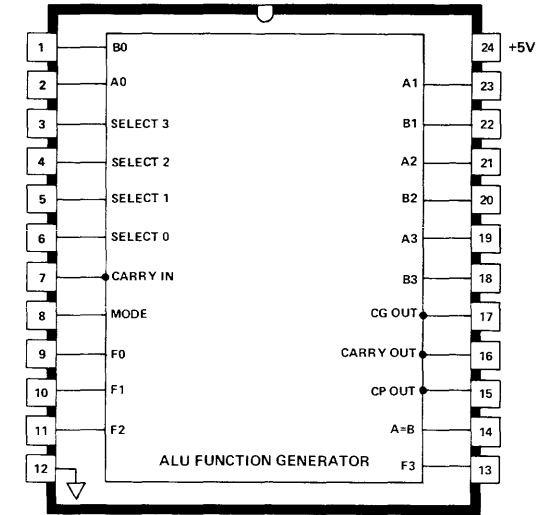 1 B0 24 +5V
2 A0 A1 23
3 SELECT 3 B1 22
4 SELECT 2 A2 21
5 SELECT 1 B2 20
6 SELECT 0 A3 19
7 CARRY IN B3 18
8 MODE CG OUT 17
9 F0 CARRY OUT 16
10 F1 CP OUT 15
11 F2 A=B 14
12 ALU FUNCTION GENERATOR F3 13